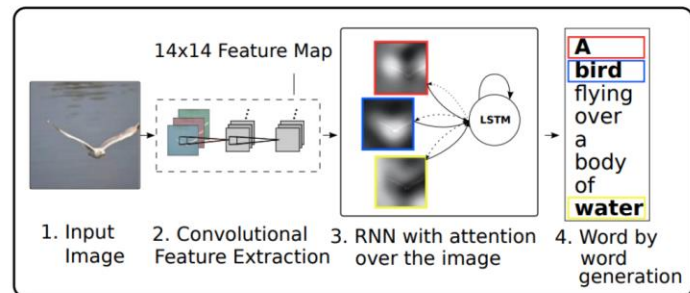 14x14 Feature Map
LSTM
A
bird
flying
over
a
body
of
water
1. Input
Image
2. Convolutional
Feature Extraction
3. RNN with attention
over the image
4. Word by
word
generation